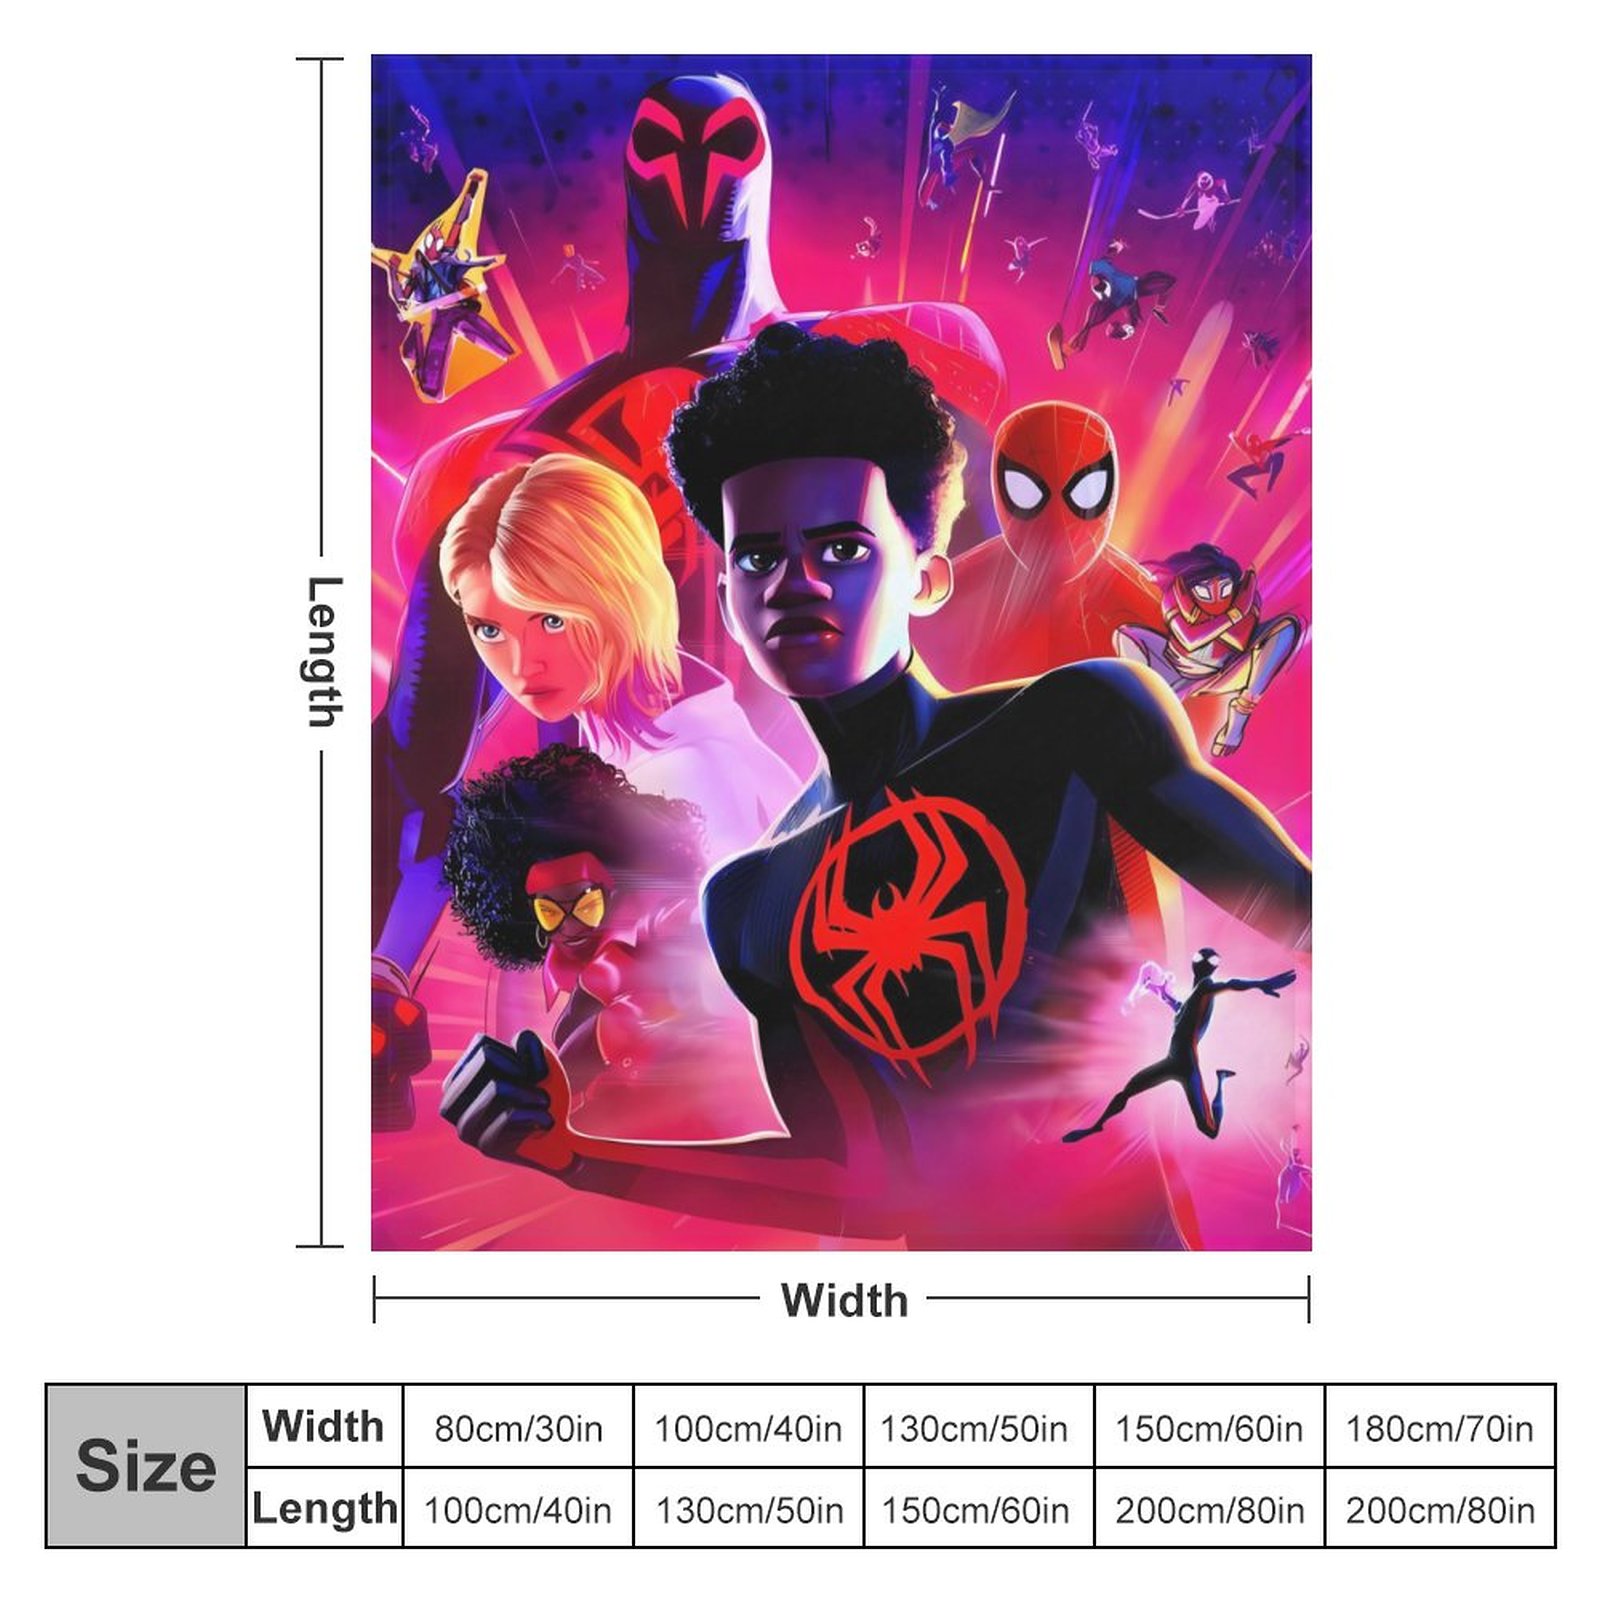 Length
Width
Size
Width 80cm/30in 100cm/40in 130cm/50in 150cm/60in 180cm/70in
Length 100cm/40in 130cm/50in 150cm/60in 200cm/80in 200cm/80in